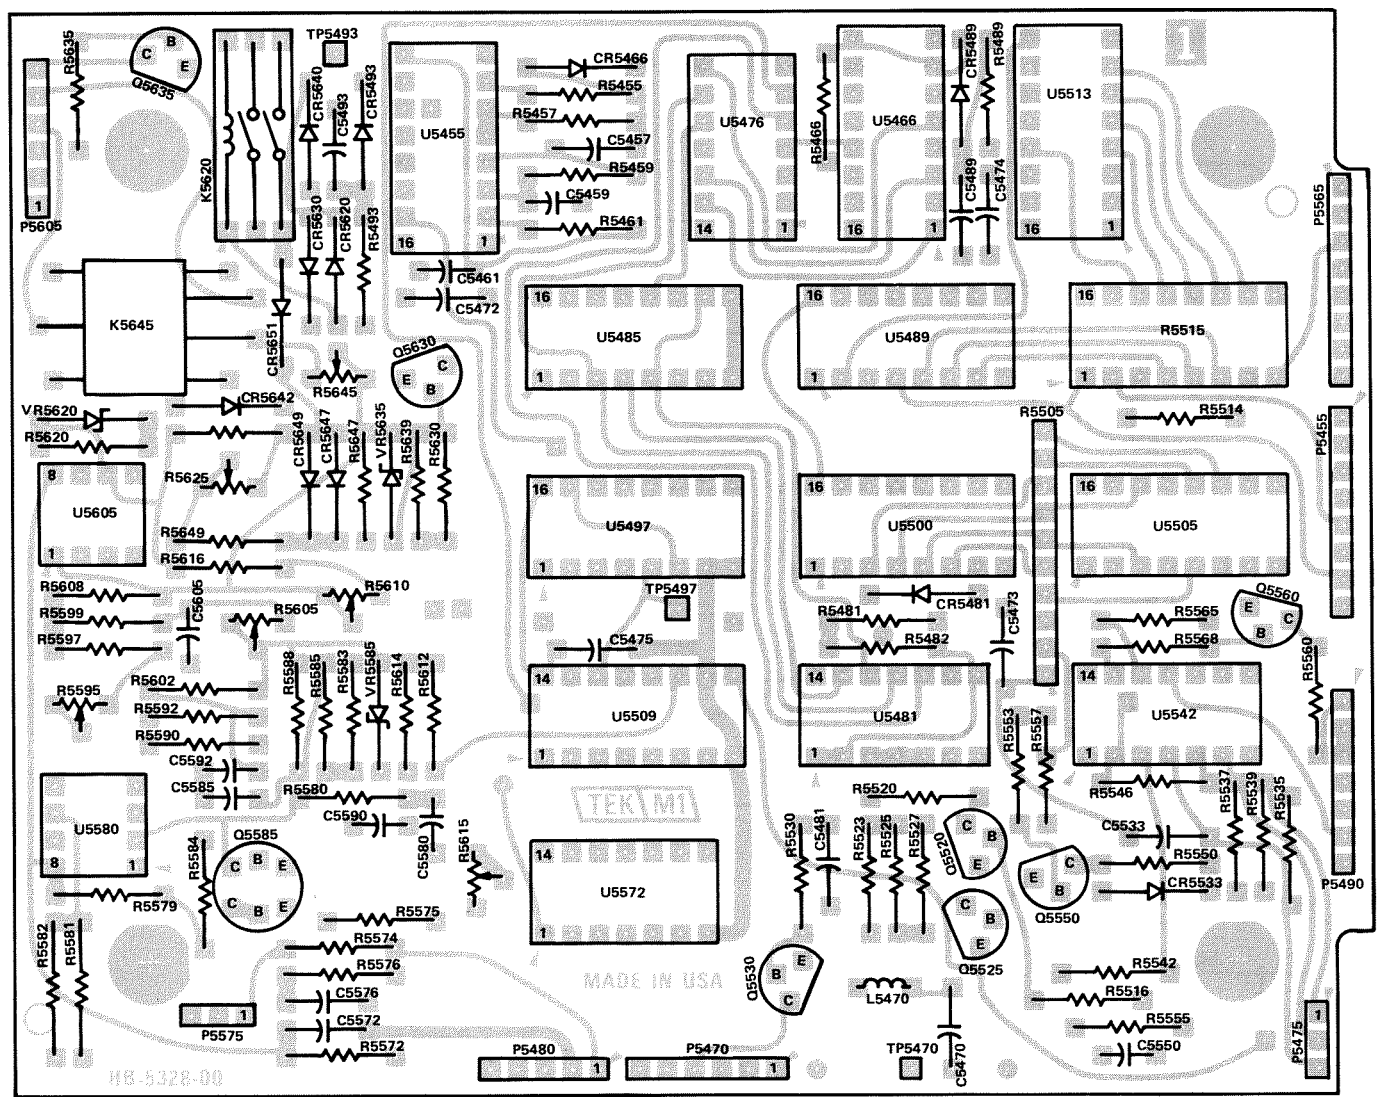 R5635
B
C
E
Q5635
K5620
TP5493
CR5640
C5493
CR5493
U5455
16
1
CR5466
R5455
R5457
C5457
R5459
C5459
R5461
U5476
14
1
R5466
U5466
16
1
CR5489
R5489
C5489
C5474
U5513
16
1
1
P5605
1
P5565
CR5630
CR5620
R5493
C5461
C5472
K5645
CR5651
16
U5485
1
16
U5489
1
16
R5515
1
Q5630
E
C
B
R5645
VR5620
R5620
CR5642
R5514
R5505
P5455
8
U5605
1
R5625
CR5649
CR5647
R5647
VR5635
R5639
R5630
16
U5497
1
16
U5500
1
16
U5505
1
R5649
R5616
R5608
R5599
R5597
C5605
R5605
R5610
TP5497
CR5481
R5481
R5482
C5473
R5565
R5568
Q5560
E
C
B
R5560
C5475
R5595
R5602
R5592
R5590
C5592
C5585
R5588
R5585
R5583
VR5585
R5614
R5612
14
U5509
1
14
U5481
1
R5553
R5557
14
U5542
1
R5580
C5590
C5580
R5615
TEK M1
R5520
R5546
R5537
R5539
R5535
U5580
8
1
R5584
Q5585
C
B
E
C
B
E
14
U5572
1
R5530
C5481
R5523
R5525
R5527
Q5520
C
B
E
C5533
R5550
CR5533
E
C
B
Q5550
P5490
R5579
R5582
R5581
R5575
R5574
R5576
C5576
C5572
R5572
Q5525
C
B
E
MADE IN USA
Q5530
B
E
C
L5470
C5470
R5542
R5516
R5555
C5550
1
P5475
1
P5575
P5480
1
P5470
1
TP5470
HB-5328-00